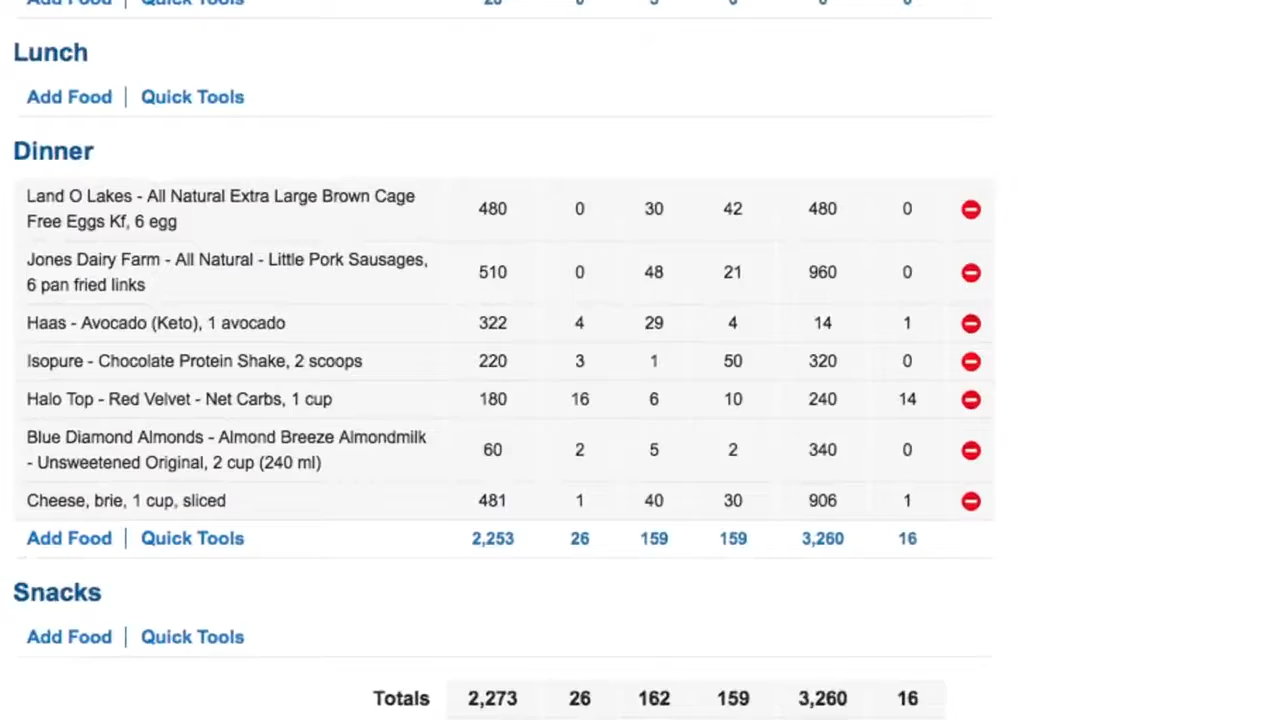 Add Food | Quick Tools
Lunch
Add Food | Quick Tools
Dinner
Land O Lakes - All Natural Extra Large Brown Cage
Free Eggs Kf, 6 egg 480 0 30 42 480 0
Jones Dairy Farm - All Natural - Little Pork Sausages,
6 pan fried links 510 0 48 21 960 0
Haas - Avocado (Keto), 1 avocado 322 4 29 4 14 1
Isopure - Chocolate Protein Shake, 2 scoops 220 3 1 50 320 0
Halo Top - Red Velvet - Net Carbs, 1 cup 180 16 6 10 240 14
Blue Diamond Almonds - Almond Breeze Almondmilk
- Unsweetened Original, 2 cup (240 ml) 60 2 5 2 340 0
Cheese, brie, 1 cup, sliced 481 1 40 30 906 1
Add Food | Quick Tools 2,253 26 159 159 3,260 16
Snacks
Add Food | Quick Tools
Totals 2,273 26 162 159 3,260 16